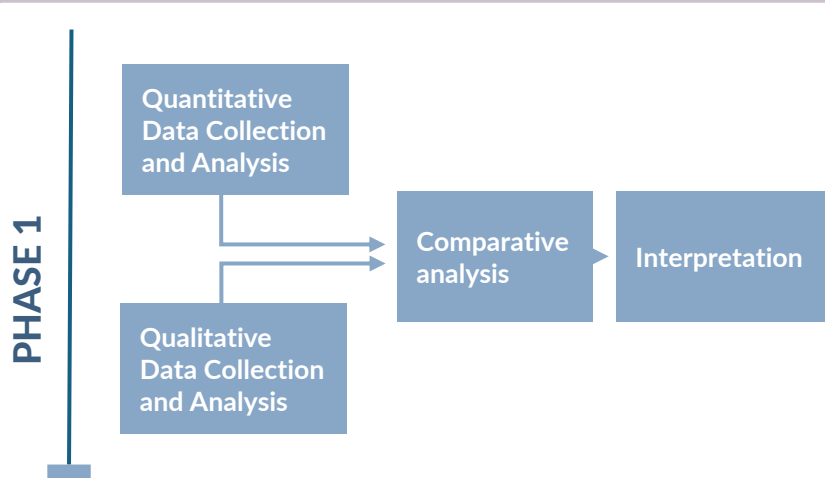 PHASE 1
Quantitative
Data Collection
and Analysis
Qualitative
Data Collection
and Analysis
Comparative
analysis
Interpretation